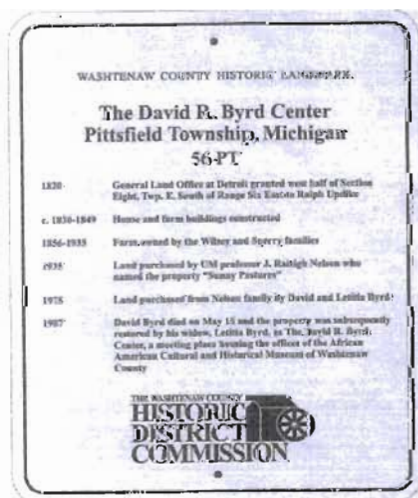 WASHTENAW COUNTY HISTORIC LANDMARK
The David R. Byrd Center
Pittsfield Township, Michigan
56-PT
General Land Office at Detroit granted west half of Section
Eight, Twp. E. South of Range Six East to Ralph Updike
c. 1830-1849 House and farm buildings constructed
1856-1935 Farm owned by the and Sperry families
1935 Land purchased by UM professor J. Raleigh Nelson who
named the property "Sunny Pastures"
1978 Land purchased from Nelson family by David and Letitia Byrd
1987 David Byrd died on May 15 and the property was subsequently
restored by his widow, Letitia Byrd, as The David R. Byrd
Center, a meeting place housing the offices of the African
American Cultural and Historical Museum of Washtenaw
County
THE WASHTENAW COUNTY
HISTORIC
DISTRICT
COMMISSION